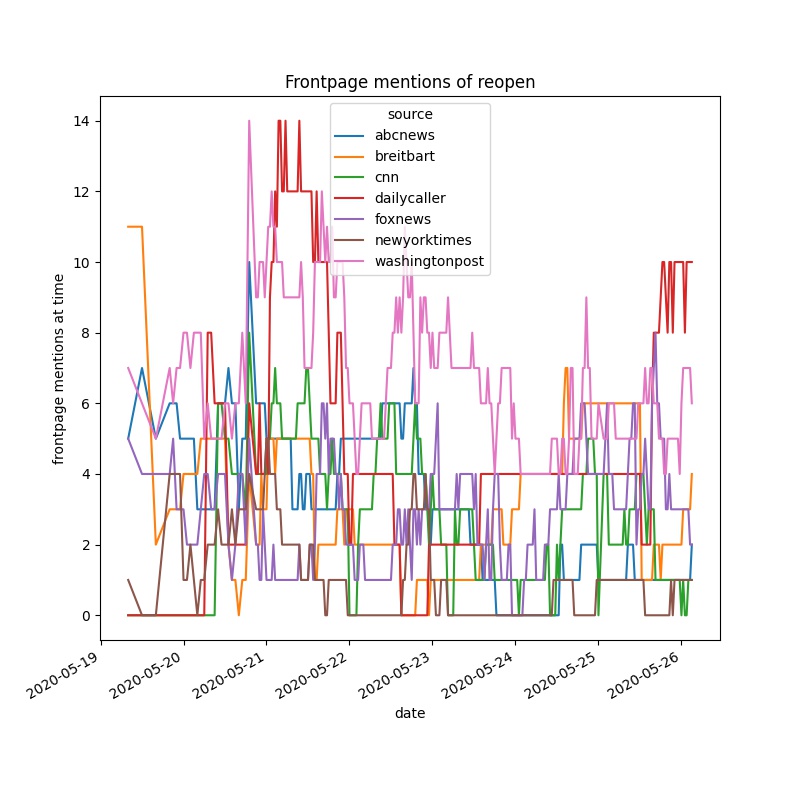 Frontpage mentions of reopen
source
abcnews
breitbart
cnn
dailycaller
foxnews
newyorktimes
washingtonpost
frontpage mentions at time
14
12
10
8
6
4
2
0
2020-05-19
2020-05-20
2020-05-21
2020-05-22
2020-05-23
2020-05-24
2020-05-25
2020-05-26
date